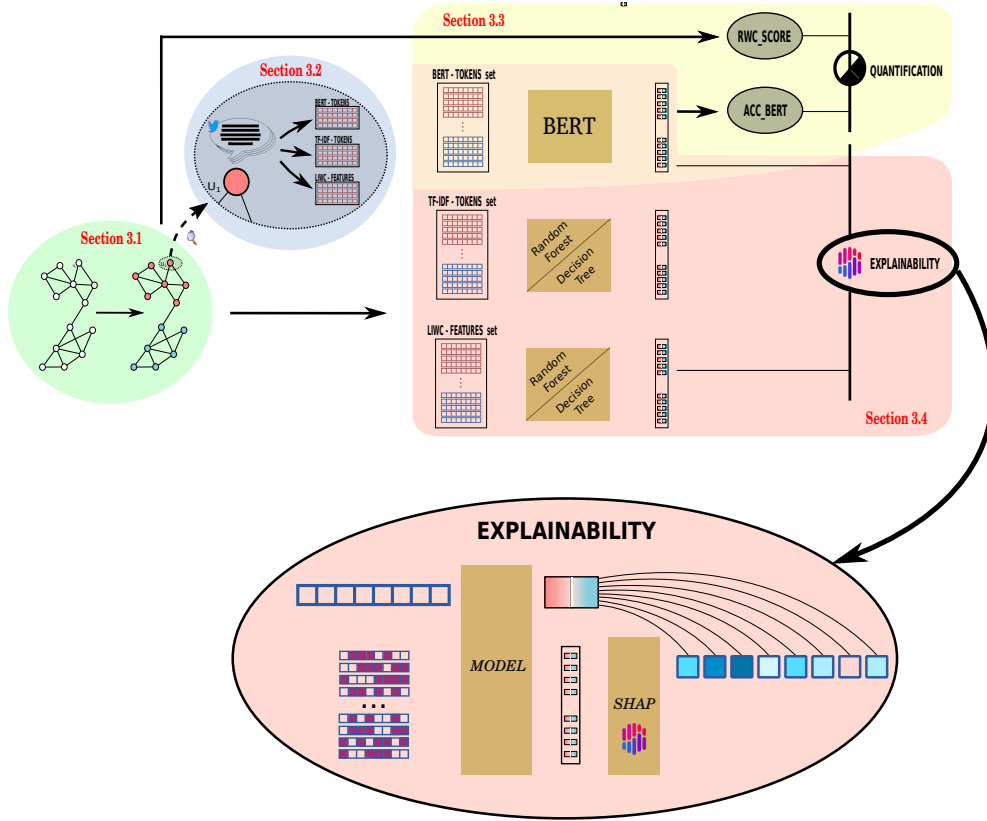 Section 3.3
RWC_SCORE
QUANTIFICATION
ACC_BERT
Section 3.2
BERT - TOKENS
TF-IDF - TOKENS
LIWC - FEATURES
U1
BERT - TOKENS set
BERT
Section 3.1
TF-IDF - TOKENS set
Random
Forest
Decision
Tree
EXPLAINABILITY
LIWC - FEATURES set
Random
Forest
Decision
Tree
Section 3.4
EXPLAINABILITY
MODEL
SHAP